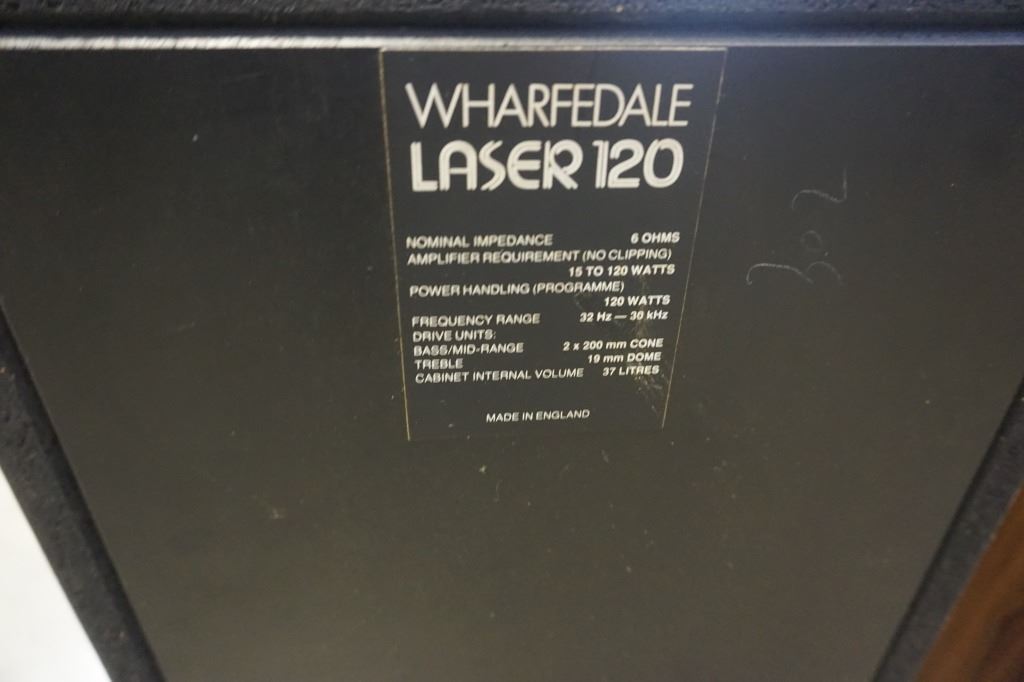 WHARFEDALE
LASER 120
NOMINAL IMPEDANCE 6 OHMS
AMPLIFIER REQUIREMENT (NO CLIPPING)
15 TO 120 WATTS
POWER HANDLING (PROGRAMME)
120 WATTS
FREQUENCY RANGE 32 Hz — 30 kHz
DRIVE UNITS:
BASS/MID-RANGE 2 x 200 mm CONE
TREBLE 19 mm DOME
CABINET INTERNAL VOLUME 37 LITRES
MADE IN ENGLAND
302